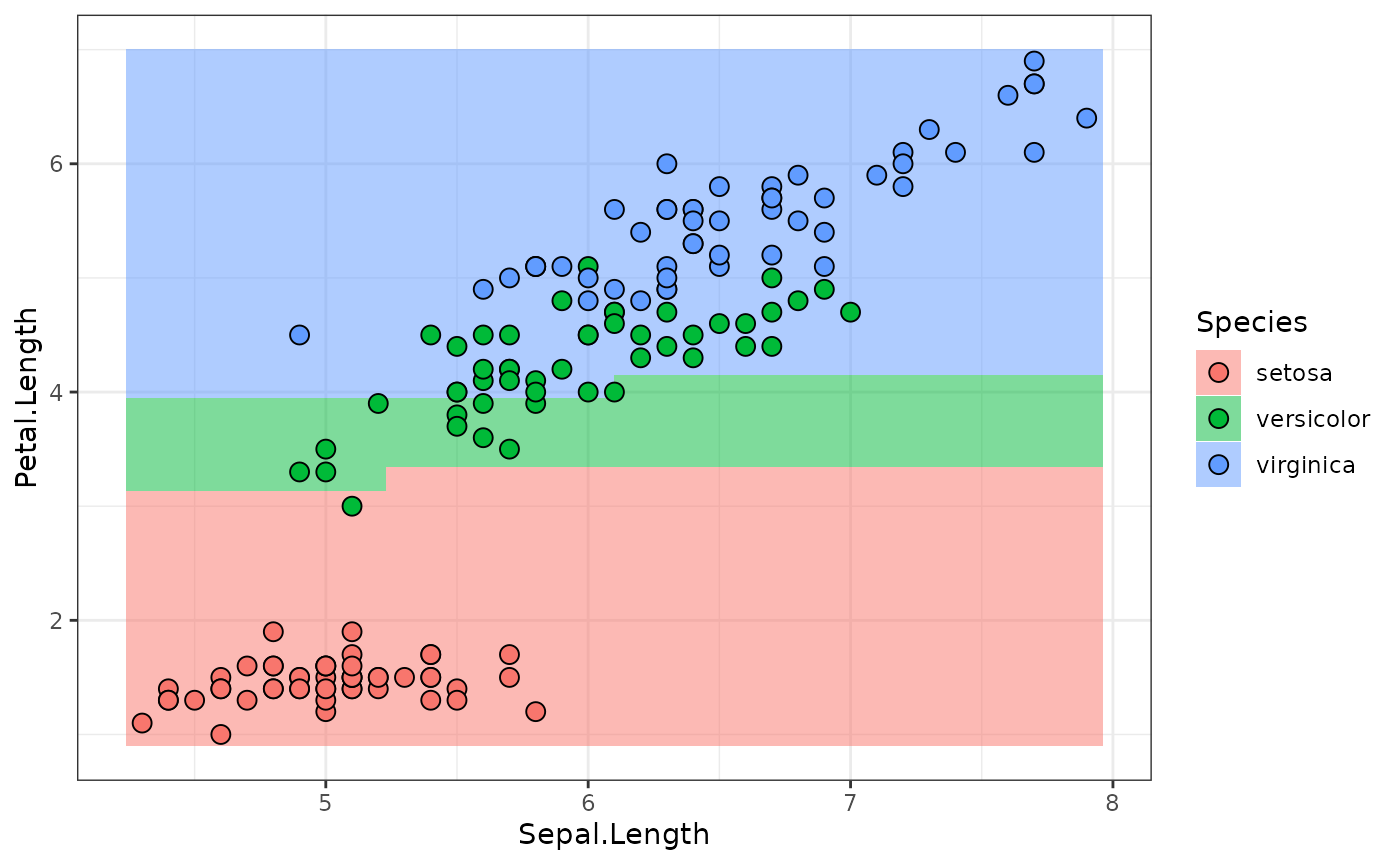 6
4
2
Petal.Length
5 6 7 8
Sepal.Length
Species
setosa
versicolor
virginica